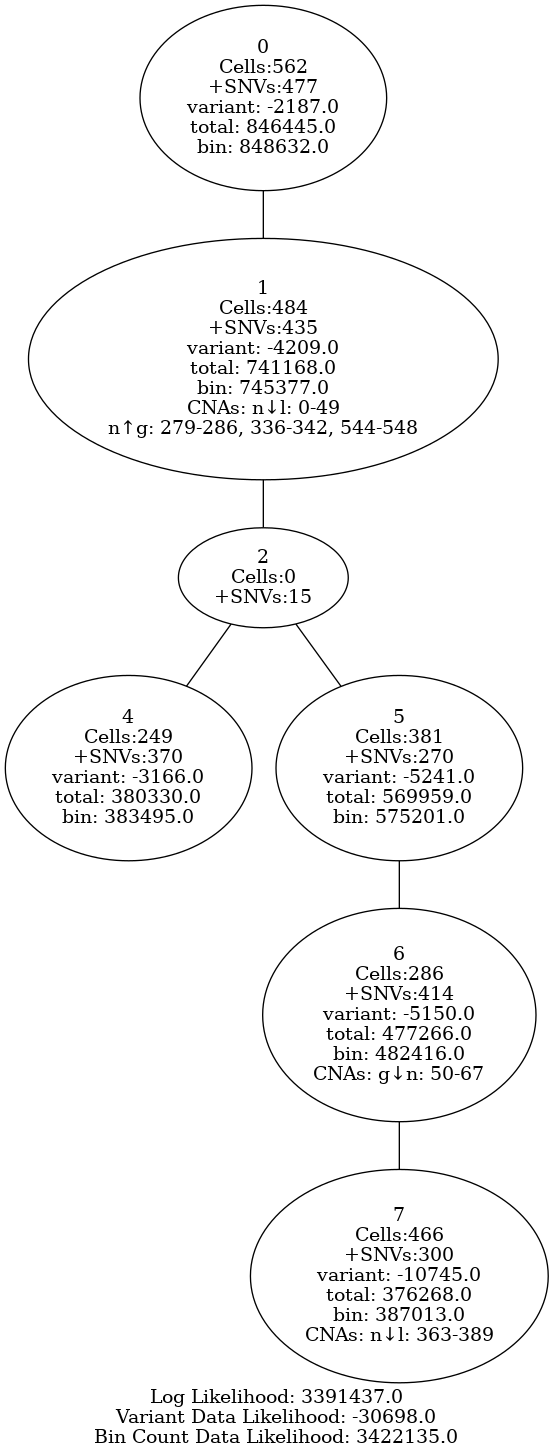 0
Cells:562
+SNVs:477
variant: -2187.0
total: 846445.0
bin: 848632.0
1
Cells:484
+SNVs:435
variant: -4209.0
total: 741168.0
bin: 745377.0
CNAs: n↓l: 0-49
n↑g: 279-286, 336-342, 544-548
2
Cells:0
+SNVs:15
4
Cells:249
+SNVs:370
variant: -3166.0
total: 380330.0
bin: 383495.0
5
Cells:381
+SNVs:270
variant: -5241.0
total: 569959.0
bin: 575201.0
6
Cells:286
+SNVs:414
variant: -5150.0
total: 477266.0
bin: 482416.0
CNAs: g↓n: 50-67
7
Cells:466
+SNVs:300
variant: -10745.0
total: 376268.0
bin: 387013.0
CNAs: n↓l: 363-389
Log Likelihood: 3391437.0
Variant Data Likelihood: -30698.0
Bin Count Data Likelihood: 3422135.0